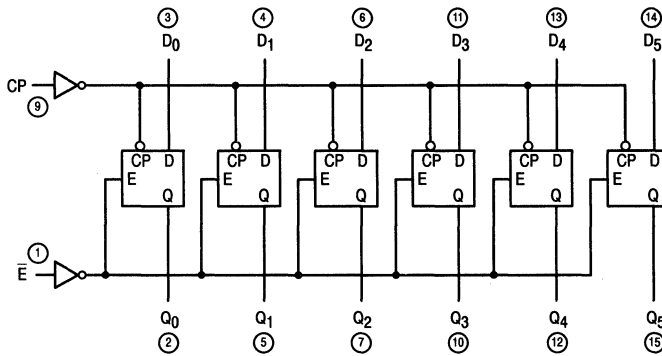 3 4 6 11 13 14
D0 D1 D2 D3 D4 D5
CP
9
CP D CP D CP D CP D CP D CP D
E E E E E E
Q Q Q Q Q Q
1
E̅
Q0 Q1 Q2 Q3 Q4 Q5
2 5 7 10 12 15